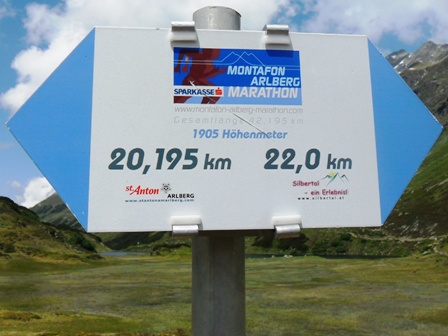 MONTAFON
ARLBERG
SPARKASSE MARATHON
www.montafon-arlberg-marathon.com
Gesamtlänge 42,195 km
1905 Höhenmeter
20,195 km 22,0 km
st.Anton ARLBERG
www.stantonamarlberg.com
Silbertal
- ein Erlebnis!
www.silbertal.at